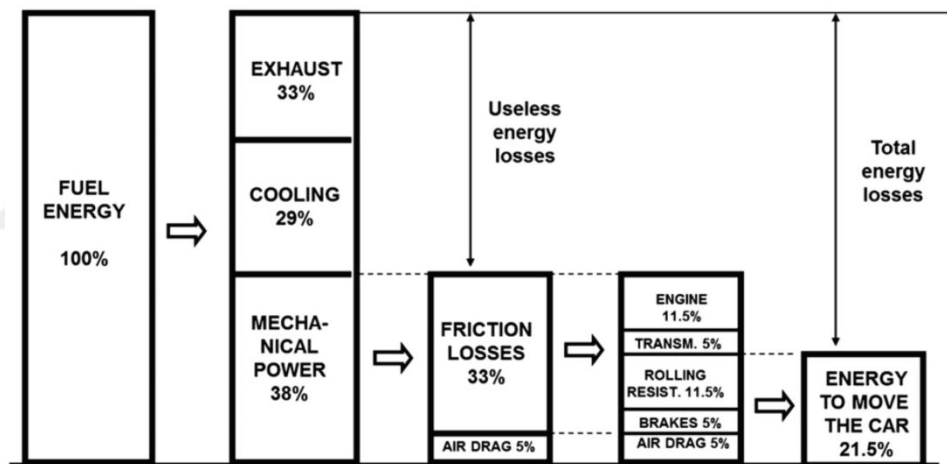 FUEL
ENERGY
100%
EXHAUST
33%
COOLING
29%
MECHA-
NICAL
POWER
38%
Useless
energy
losses
FRICTION
LOSSES
33%
AIR DRAG 5%
ENGINE
11.5%
TRANSM. 5%
ROLLING
RESIST. 11.5%
BRAKES 5%
AIR DRAG 5%
Total
energy
losses
ENERGY
TO MOVE
THE CAR
21.5%